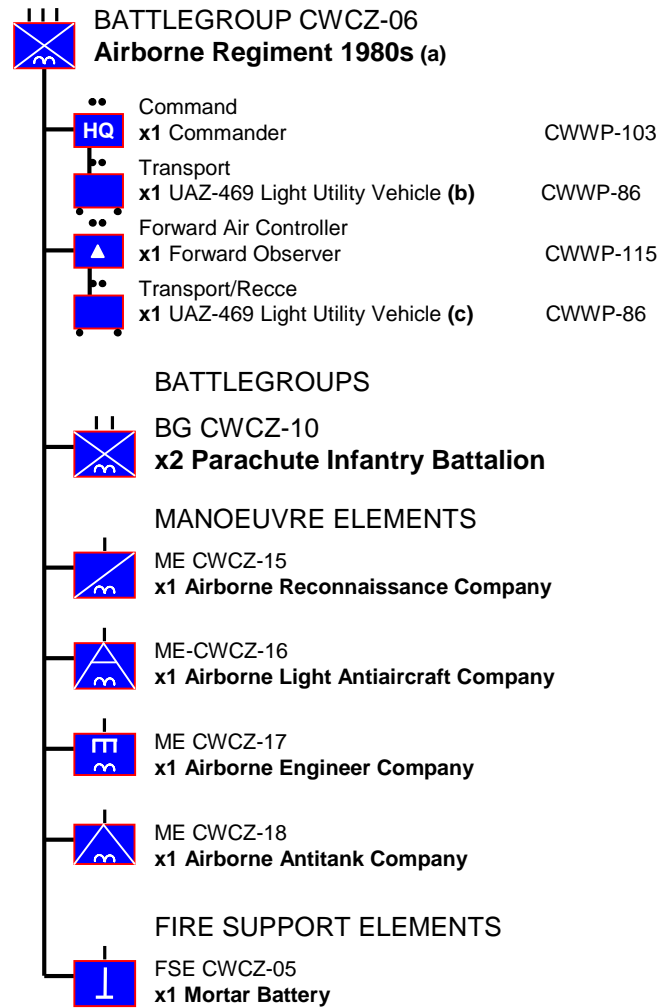 BATTLEGROUP CWCZ-06
Airborne Regiment 1980s (a)
Command
HQ x1 Commander CWWP-103
Transport
x1 UAZ-469 Light Utility Vehicle (b) CWWP-86
Forward Air Controller
x1 Forward Observer CWWP-115
Transport/Recce
x1 UAZ-469 Light Utility Vehicle (c) CWWP-86
BATTLEGROUPS
BG CWCZ-10
x2 Parachute Infantry Battalion
MANOEUVRE ELEMENTS
ME CWCZ-15
x1 Airborne Reconnaissance Company
ME-CWCZ-16
x1 Airborne Light Antiaircraft Company
ME CWCZ-17
x1 Airborne Engineer Company
ME CWCZ-18
x1 Airborne Antitank Company
FIRE SUPPORT ELEMENTS
FSE CWCZ-05
x1 Mortar Battery